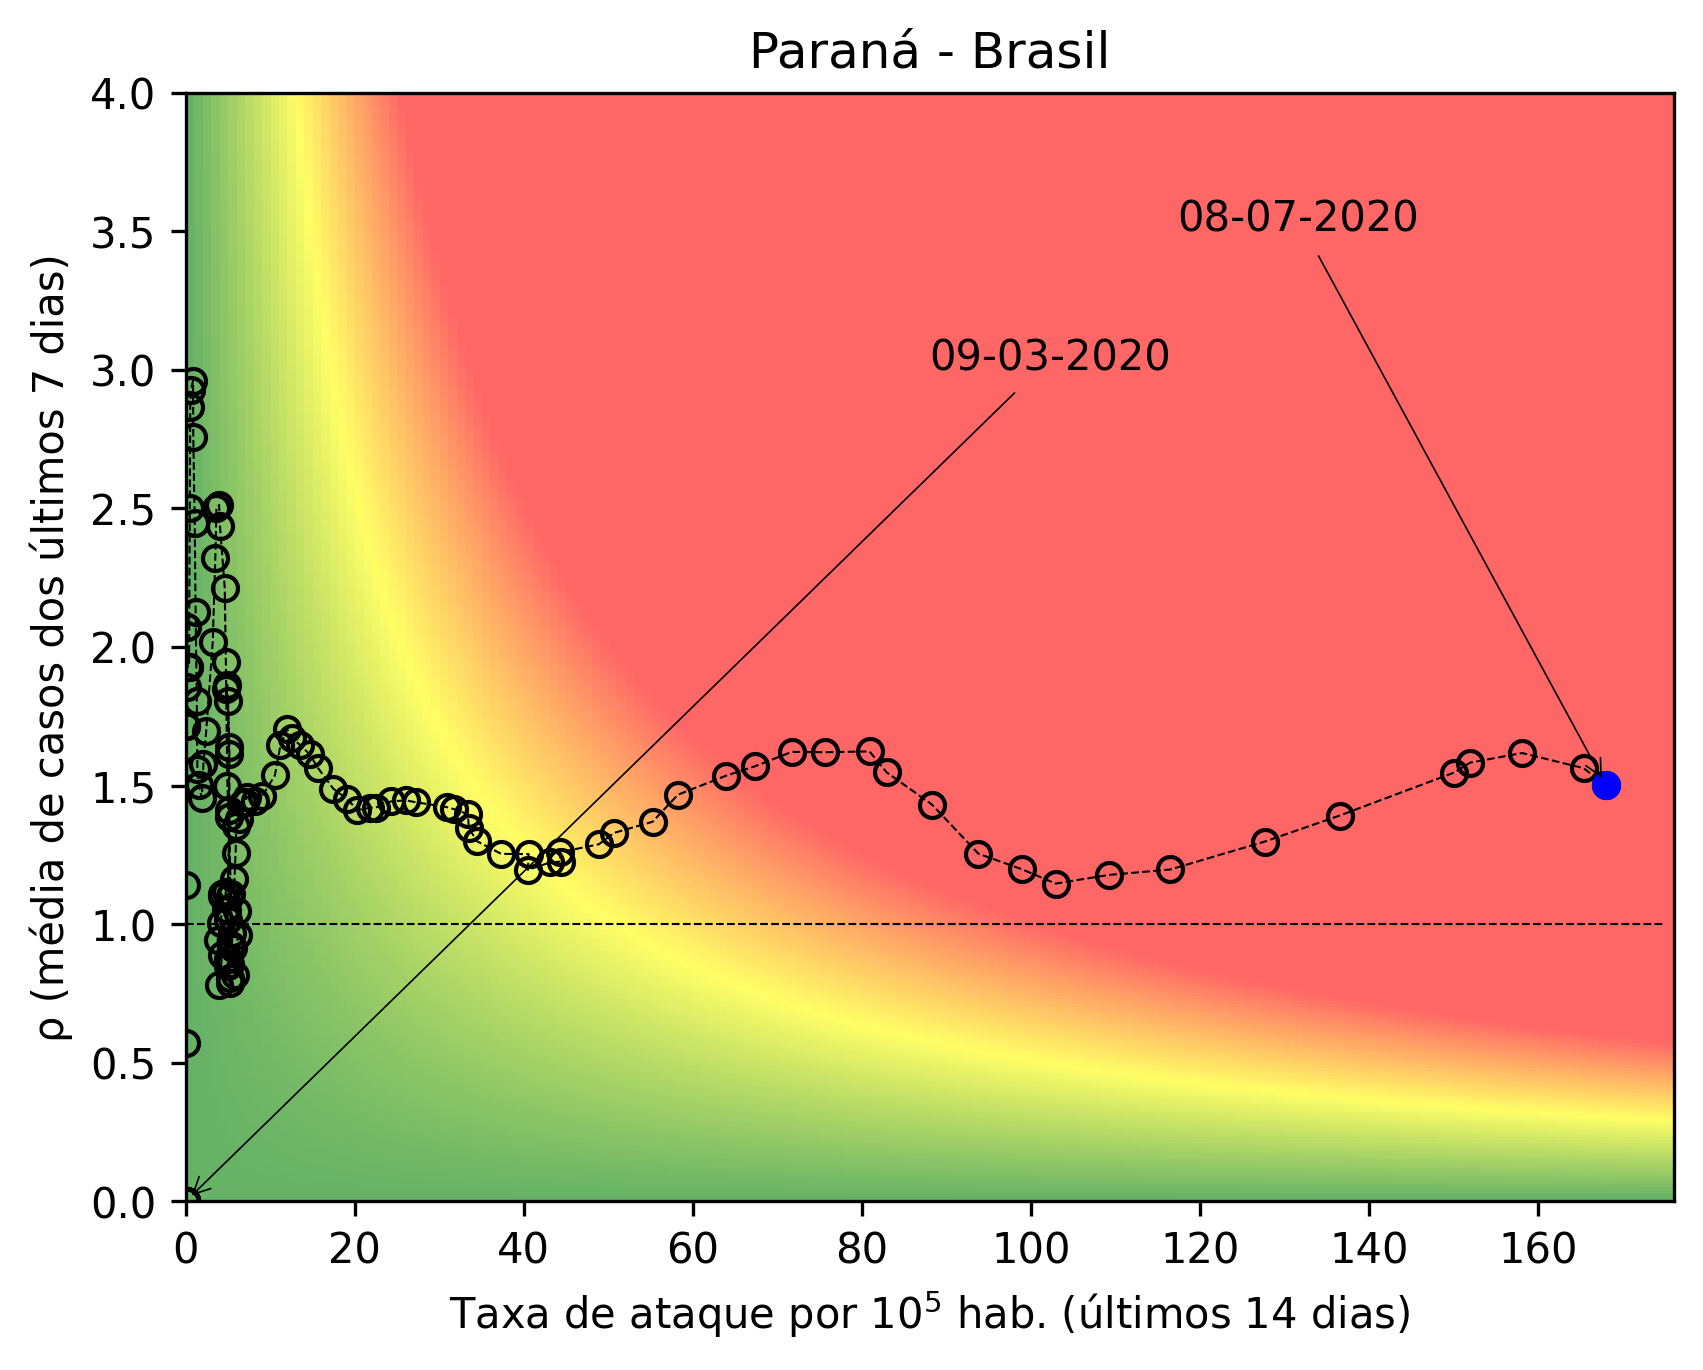 Paraná - Brasil
4.0
3.5
3.0
2.5
2.0
1.5
1.0
0.5
0.0
ρ (média de casos dos últimos 7 dias)
08-07-2020
09-03-2020
0 20 40 60 80 100 120 140 160
Taxa de ataque por 10⁵ hab. (últimos 14 dias)